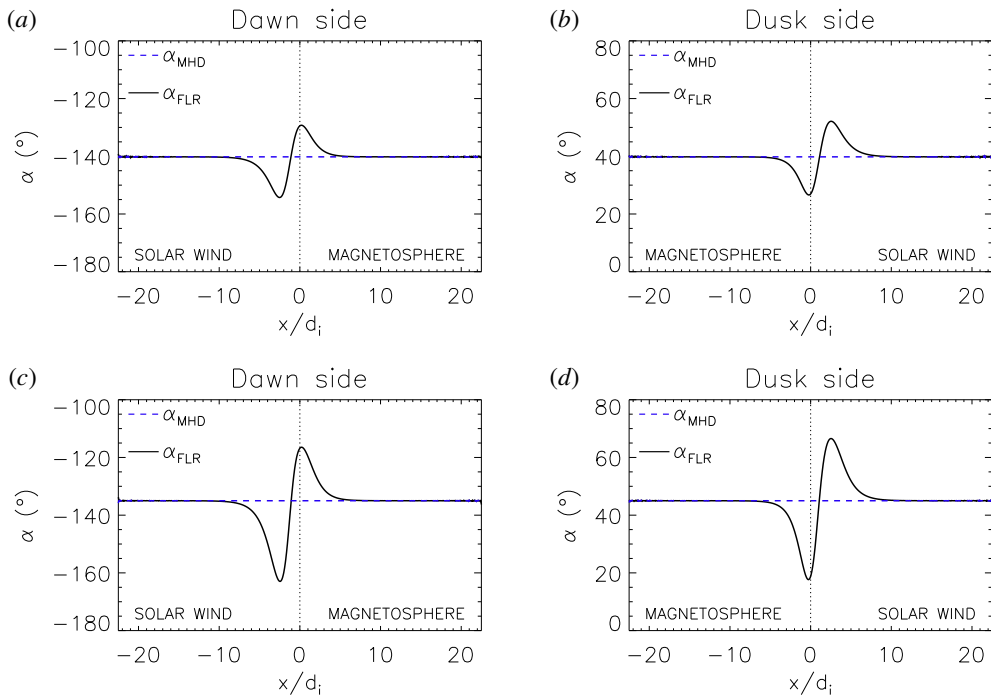 (a) Dawn side
α_MHD
α_FLR
α (°)
−100
−120
−140
−160
−180
SOLAR WIND MAGNETOSPHERE
−20 −10 0 10 20
x/d_i
(b) Dusk side
α_MHD
α_FLR
α (°)
80
60
40
20
0
MAGNETOSPHERE SOLAR WIND
−20 −10 0 10 20
x/d_i
(c) Dawn side
α_MHD
α_FLR
α (°)
−100
−120
−140
−160
−180
SOLAR WIND MAGNETOSPHERE
−20 −10 0 10 20
x/d_i
(d) Dusk side
α_MHD
α_FLR
α (°)
80
60
40
20
0
MAGNETOSPHERE SOLAR WIND
−20 −10 0 10 20
x/d_i